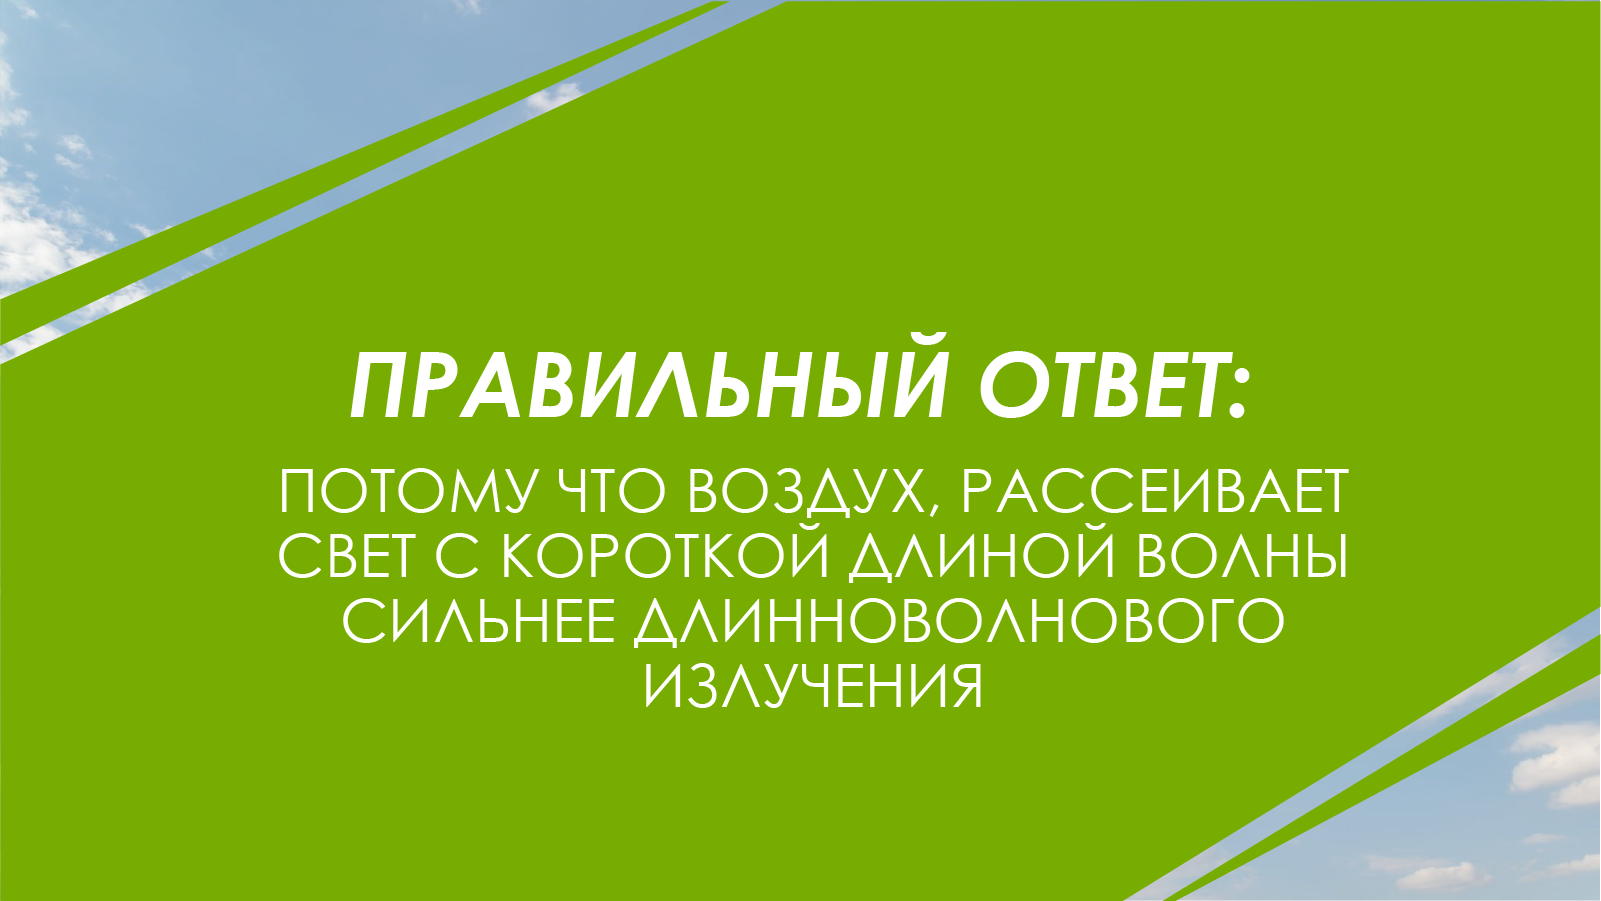 ПРАВИЛЬНЫЙ ОТВЕТ:
ПОТОМУ ЧТО ВОЗДУХ, РАССЕИВАЕТ
СВЕТ С КОРОТКОЙ ДЛИНОЙ ВОЛНЫ
СИЛЬНЕЕ ДЛИННОВОЛНОВОГО
ИЗЛУЧЕНИЯ